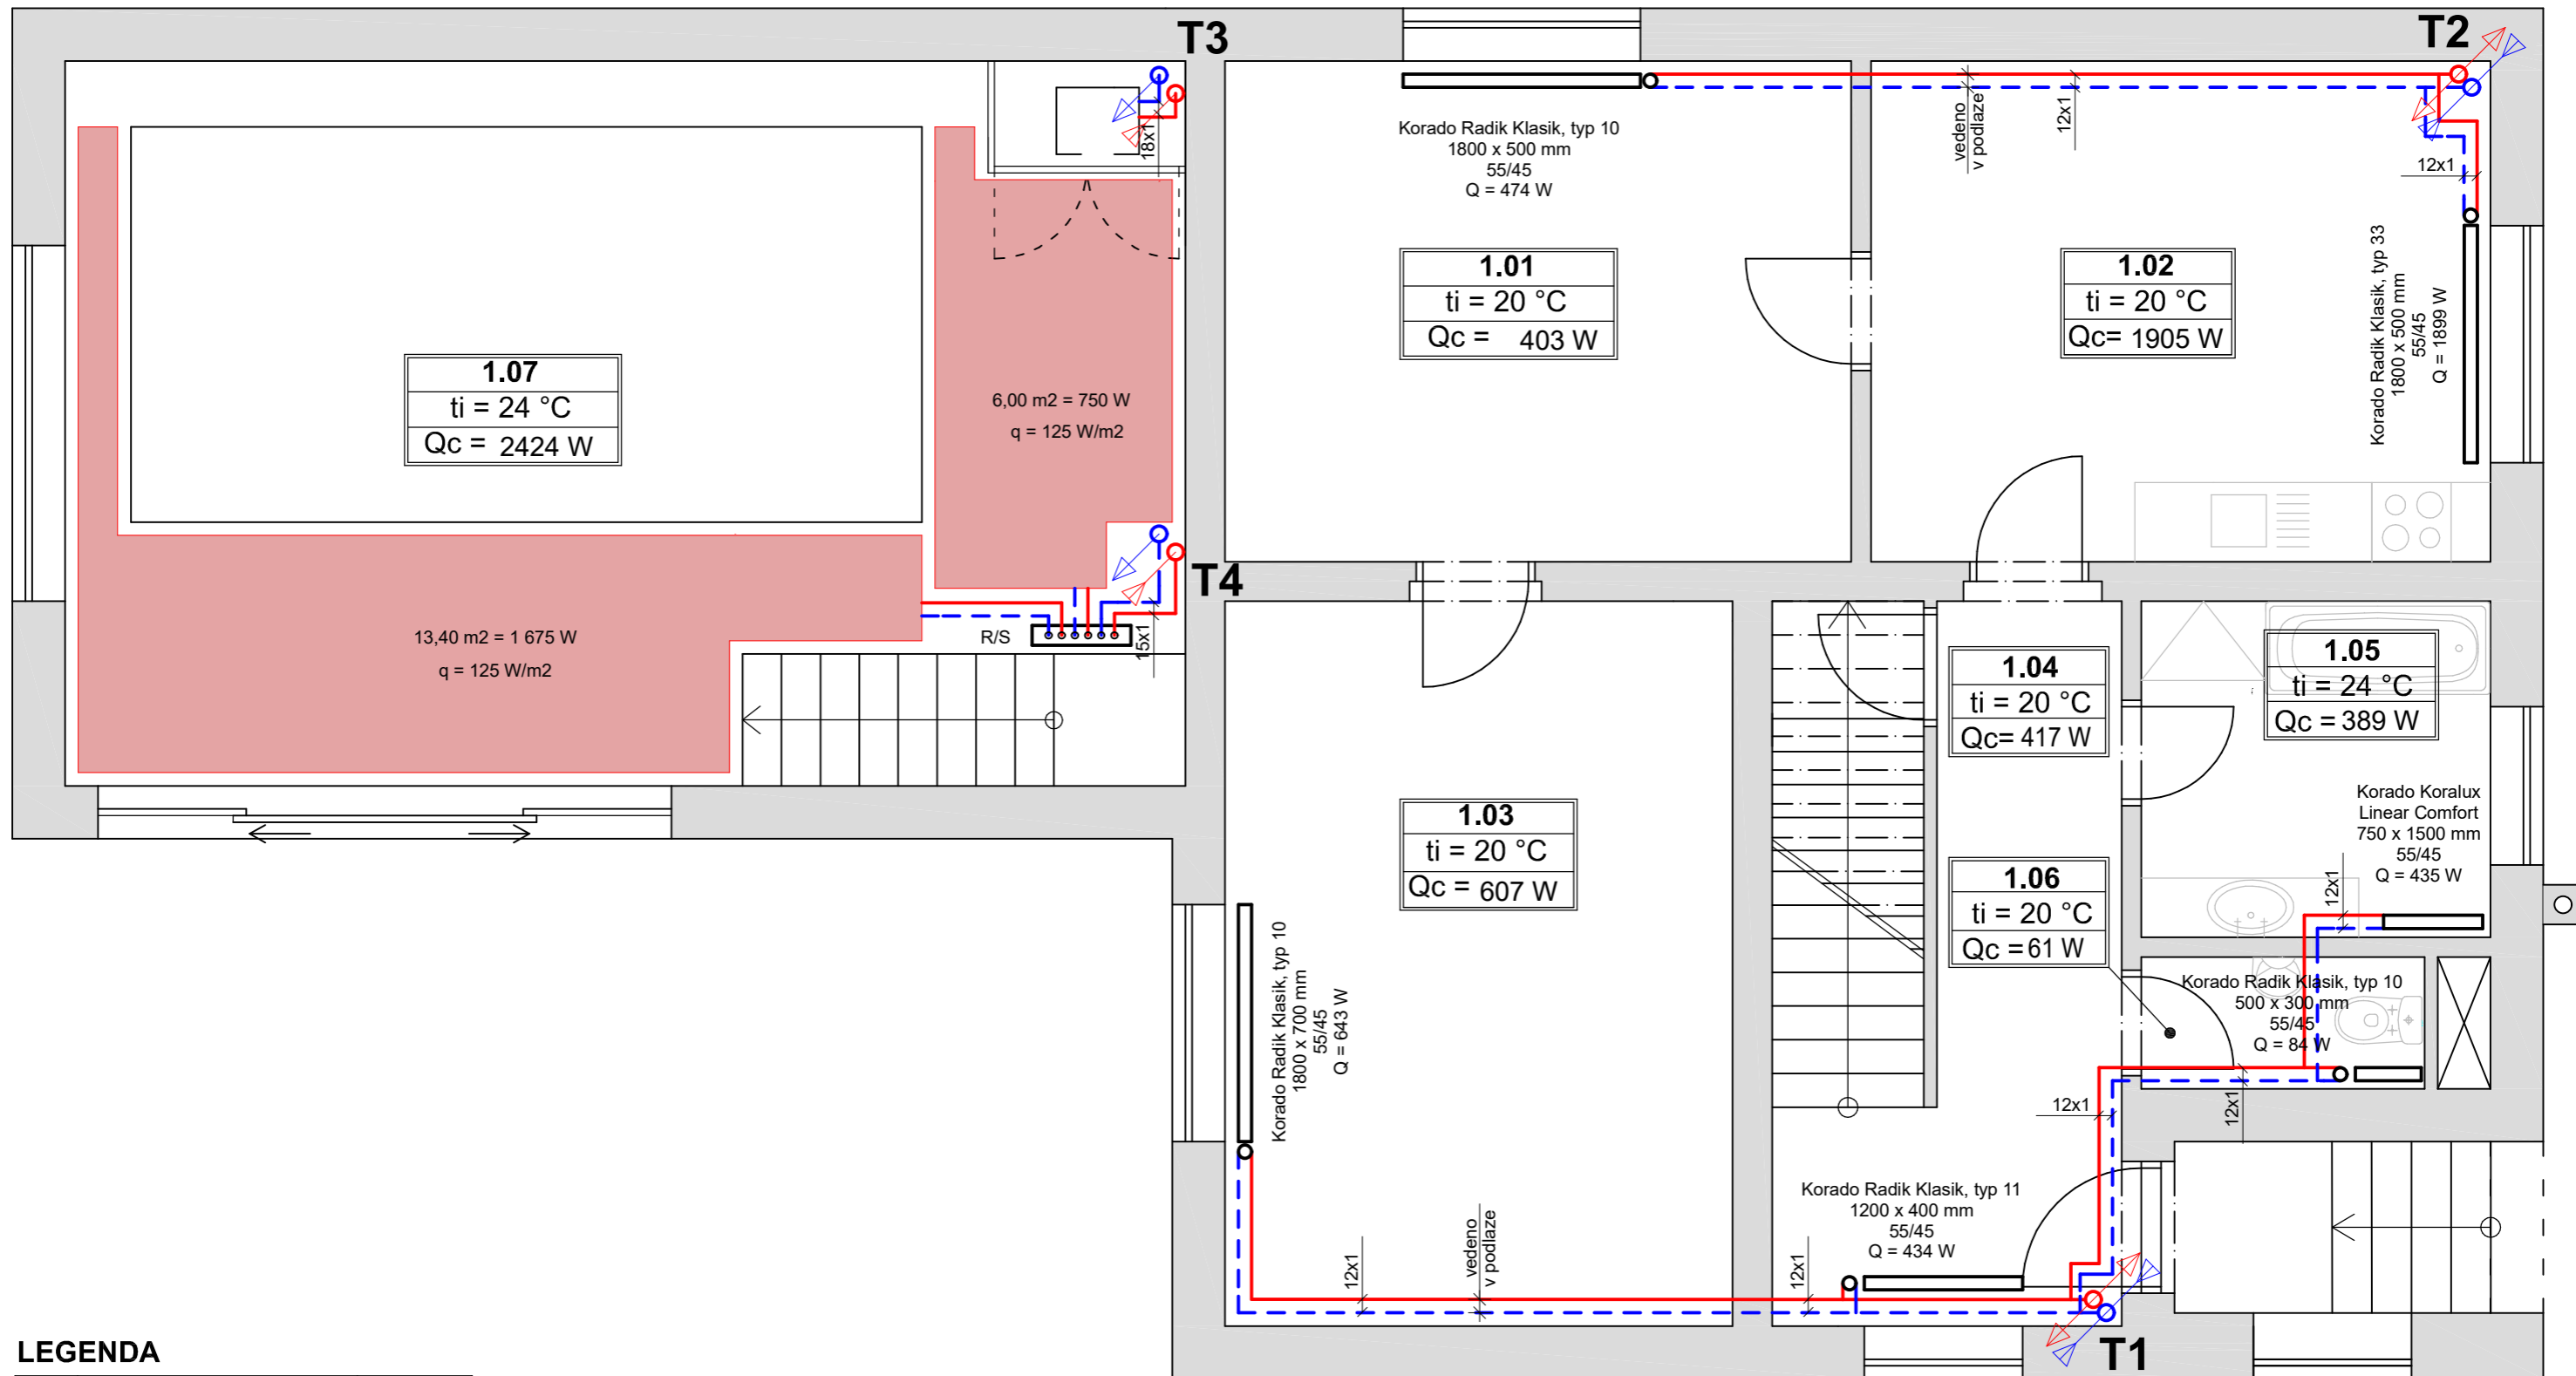 T3
T2
18x1
Korado Radik Klasik, typ 10
1800 x 500 mm
55/45
Q = 474 W
vedeno
v podlaze
12x1
12x1
1.01
ti = 20 °C
Qc = 403 W
1.02
ti = 20 °C
Qc= 1905 W
Korado Radik Klasik, typ 33
1800 x 500 mm
55/45
Q = 1899 W
1.07
ti = 24 °C
Qc = 2424 W
6,00 m2 = 750 W
q = 125 W/m2
T4
13,40 m2 = 1 675 W
q = 125 W/m2
R/S
15x1
1.04
ti = 20 °C
Qc= 417 W
1.05
ti = 24 °C
Qc = 389 W
1.03
ti = 20 °C
Qc = 607 W
Korado Koralux
Linear Comfort
750 x 1500 mm
55/45
Q = 435 W
12x1
1.06
ti = 20 °C
Qc = 61 W
Korado Radik Klasik, typ 10
1800 x 700 mm
55/45
Q = 643 W
Korado Radik Klasik, typ 10
500 x 300 mm
55/45
Q = 84 W
12x1
12x1
Korado Radik Klasik, typ 11
1200 x 400 mm
55/45
Q = 434 W
12x1
vedeno
v podlaze
12x1
T1
LEGENDA